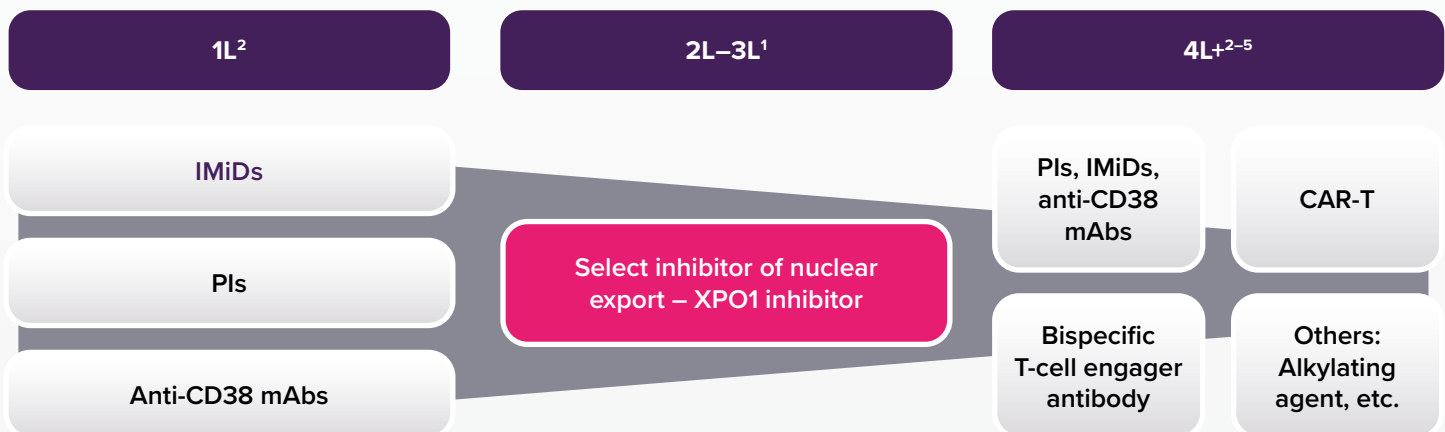 1L²
2L–3L¹
4L+²⁻⁵
IMiDs
PIs
Anti-CD38 mAbs
Select inhibitor of nuclear
export – XPO1 inhibitor
PIs, IMiDs,
anti-CD38
mAbs
CAR-T
Bispecific
T-cell engager
antibody
Others:
Alkylating
agent, etc.